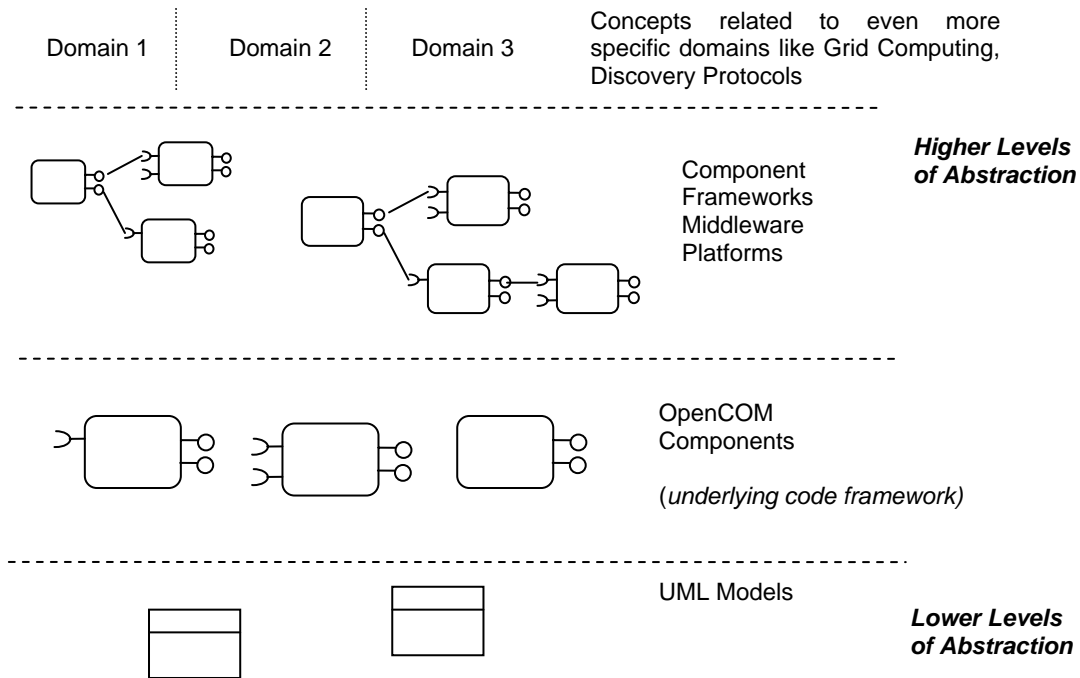 Domain 1
Domain 2
Domain 3
Concepts related to even more
specific domains like Grid Computing,
Discovery Protocols
Higher Levels
of Abstraction
Component
Frameworks
Middleware
Platforms
OpenCOM
Components
(underlying code framework)
UML Models
Lower Levels
of Abstraction